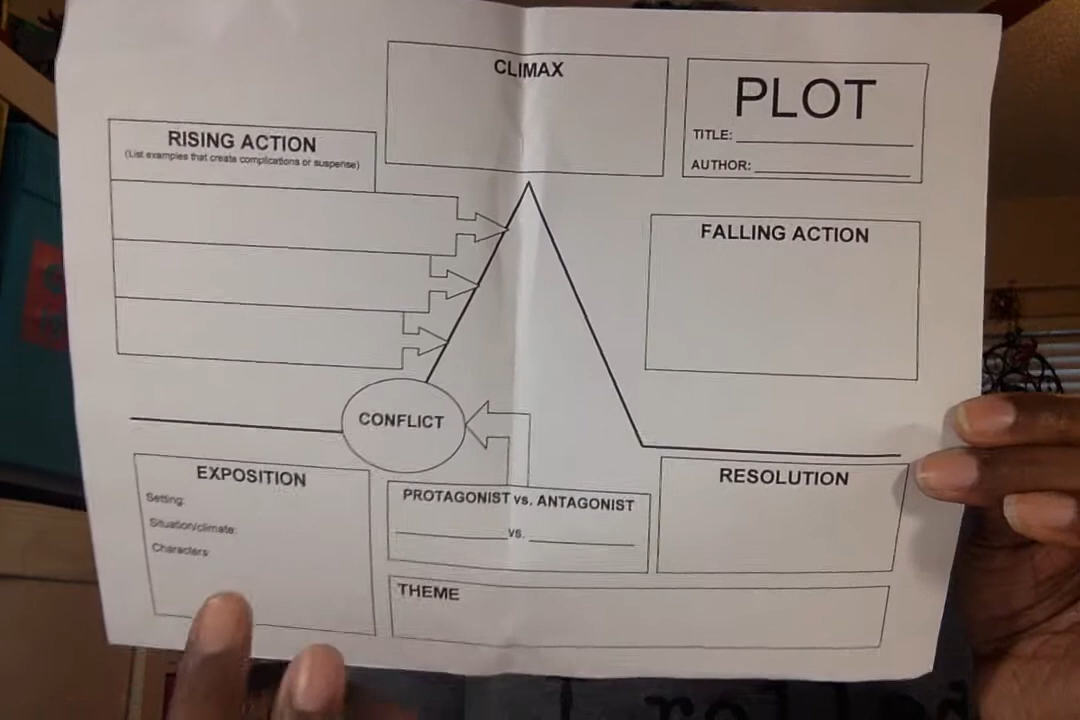 CLIMAX
PLOT
TITLE:
AUTHOR:
RISING ACTION
(List examples that create complications or suspense)
FALLING ACTION
CONFLICT
EXPOSITION
Setting:
Situation/climate:
Characters:
PROTAGONIST vs. ANTAGONIST
vs.
RESOLUTION
THEME